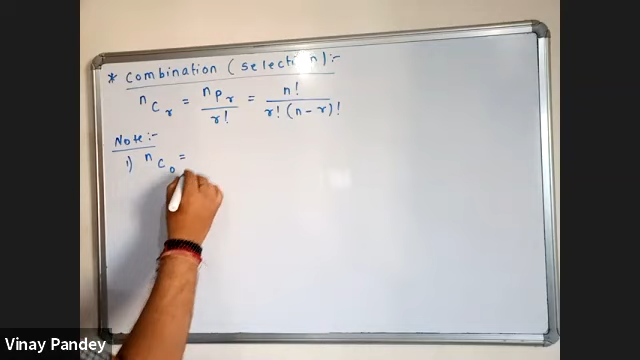 * Combination (selection) :-
ⁿCᵣ = ⁿPᵣ / r! = n! / r! (n - r)!
Note :-
1) ⁿC₀ =
Vinay Pandey